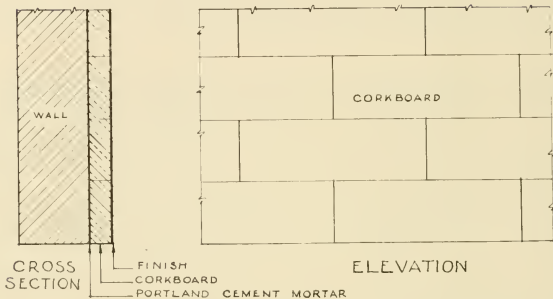 WALL
CORKBOARD
CROSS
SECTION
FINISH
CORKBOARD
PORTLAND CEMENT MORTAR
ELEVATION